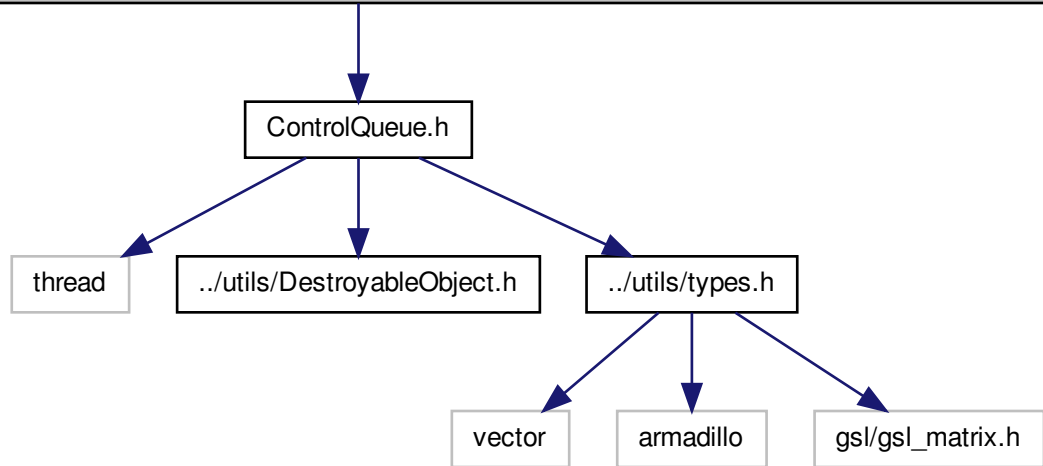 ControlQueue.h
thread
../utils/DestroyableObject.h
../utils/types.h
vector
armadillo
gsl/gsl_matrix.h